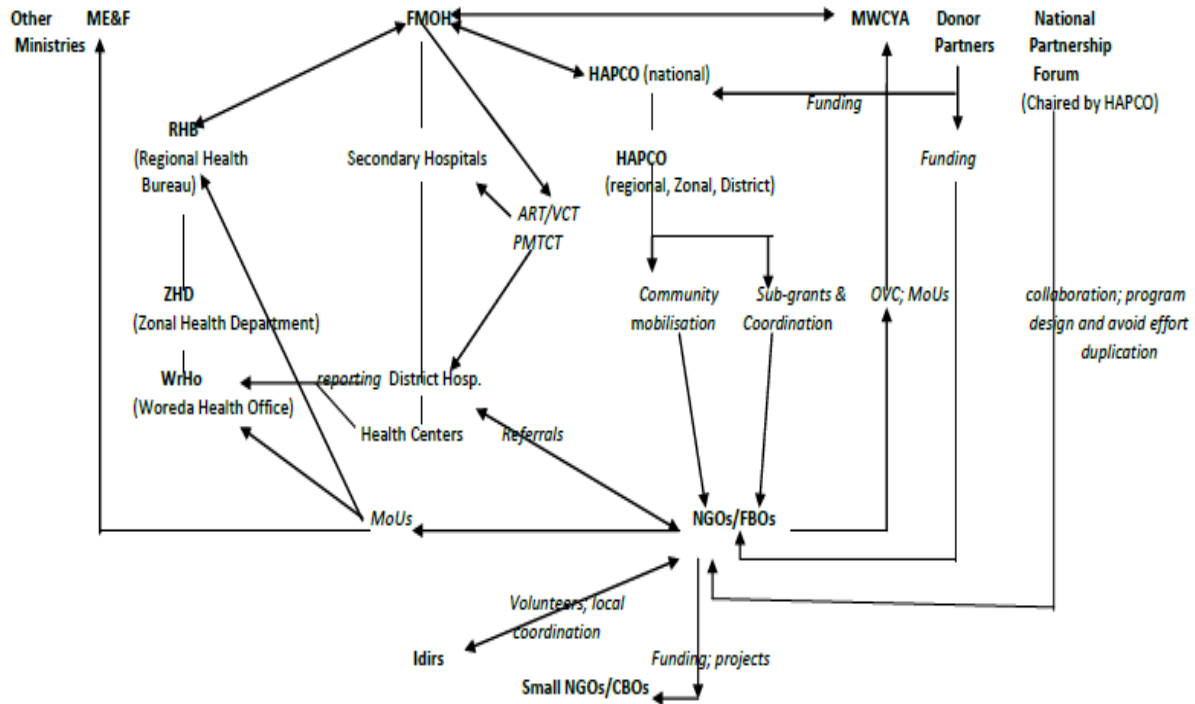 Other ME&F FMOHS MWCYA Donor National
Ministries Partners Partnership
HAPCO (national) Forum
Funding (Chaired by HAPCO)
RHB
(Regional Health Secondary Hospitals HAPCO Funding
Bureau) (regional, Zonal, District)
ART/VCT
PMTCT
ZHD Community Sub-grants & OVC; MoUs collaboration; program
(Zonal Health Department) mobilisation Coordination design and avoid effort
duplication
WrHo reporting District Hosp.
(Woreda Health Office)
Health Centers Referrals
MoUs NGOs/FBOs
Volunteers; local
coordination
Idirs Funding; projects
Small NGOs/CBOs